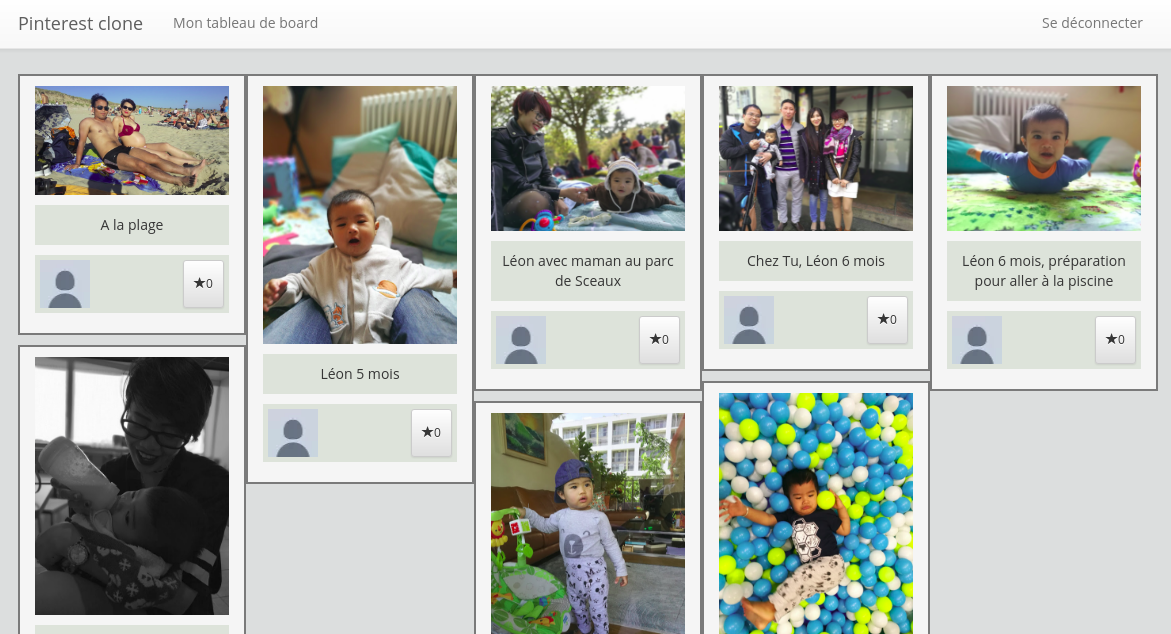 Pinterest clone
Mon tableau de board
Se déconnecter
A la plage
★0
Léon 5 mois
★0
Léon avec maman au parc
de Sceaux
★0
Chez Tu, Léon 6 mois
★0
Léon 6 mois, préparation
pour aller à la piscine
★0